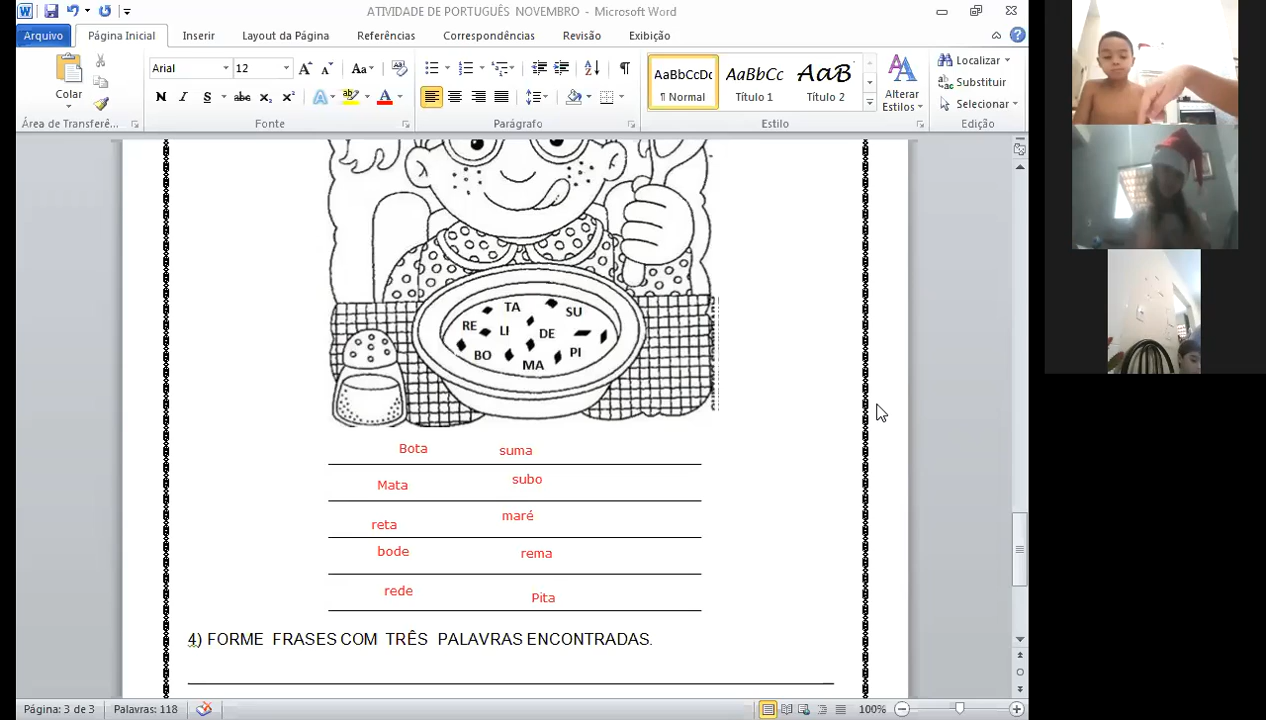 ATIVIDADE DE PORTUGUÊS NOVEMBRO - Microsoft Word
Arquivo Página Inicial Inserir Layout da Página Referências Correspondências Revisão Exibição
Colar
Arial 12
AaBbCcDc AaBbCc AaB
¶ Normal Título 1 Título 2
Alterar Estilos
Localizar
Substituir
Selecionar
Área de Transferê... Fonte Parágrafo Estilo Edição
TA SU
RE LI DE
BO MA PI
Bota suma
Mata subo
reta maré
bode rema
rede Pita
4) FORME FRASES COM TRÊS PALAVRAS ENCONTRADAS.
Página: 3 de 3 Palavras: 118 100%